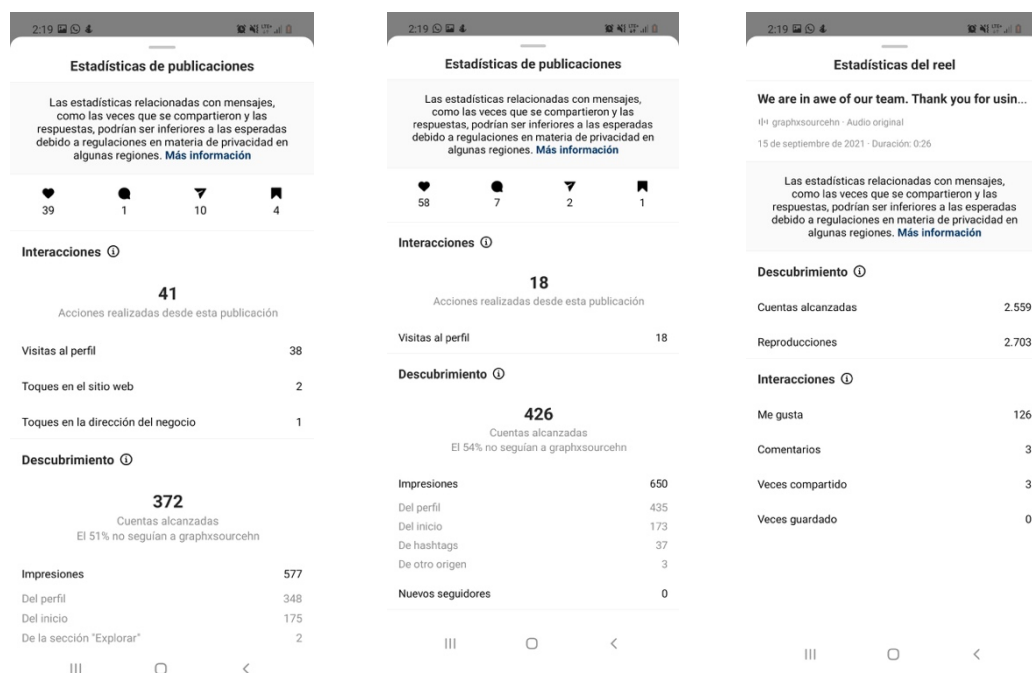 2:19
Estadísticas de publicaciones
Las estadísticas relacionadas con mensajes,
como las veces que se compartieron y las
respuestas, podrían ser inferiores a las esperadas
debido a regulaciones en materia de privacidad en
algunas regiones. Más información
39 1 10 4
Interacciones
41
Acciones realizadas desde esta publicación
Visitas al perfil 38
Toques en el sitio web 2
Toques en la dirección del negocio 1
Descubrimiento
372
Cuentas alcanzadas
El 51% no seguían a graphxsourcehn
Impresiones 577
Del perfil 348
Del inicio 175
De la sección "Explorar" 2
2:19
Estadísticas de publicaciones
Las estadísticas relacionadas con mensajes,
como las veces que se compartieron y las
respuestas, podrían ser inferiores a las esperadas
debido a regulaciones en materia de privacidad en
algunas regiones. Más información
58 7 2 1
Interacciones
18
Acciones realizadas desde esta publicación
Visitas al perfil 18
Descubrimiento
426
Cuentas alcanzadas
El 54% no seguían a graphxsourcehn
Impresiones 650
Del perfil 435
Del inicio 173
De hashtags 37
De otro origen 3
Nuevos seguidores 0
2:19
Estadísticas del reel
We are in awe of our team. Thank you for usin...
graphxsourcehn · Audio original
15 de septiembre de 2021 · Duración: 0:26
Las estadísticas relacionadas con mensajes,
como las veces que se compartieron y las
respuestas, podrían ser inferiores a las esperadas
debido a regulaciones en materia de privacidad en
algunas regiones. Más información
Descubrimiento
Cuentas alcanzadas 2.559
Reproducciones 2.703
Interacciones
Me gusta 126
Comentarios 3
Veces compartido 3
Veces guardado 0